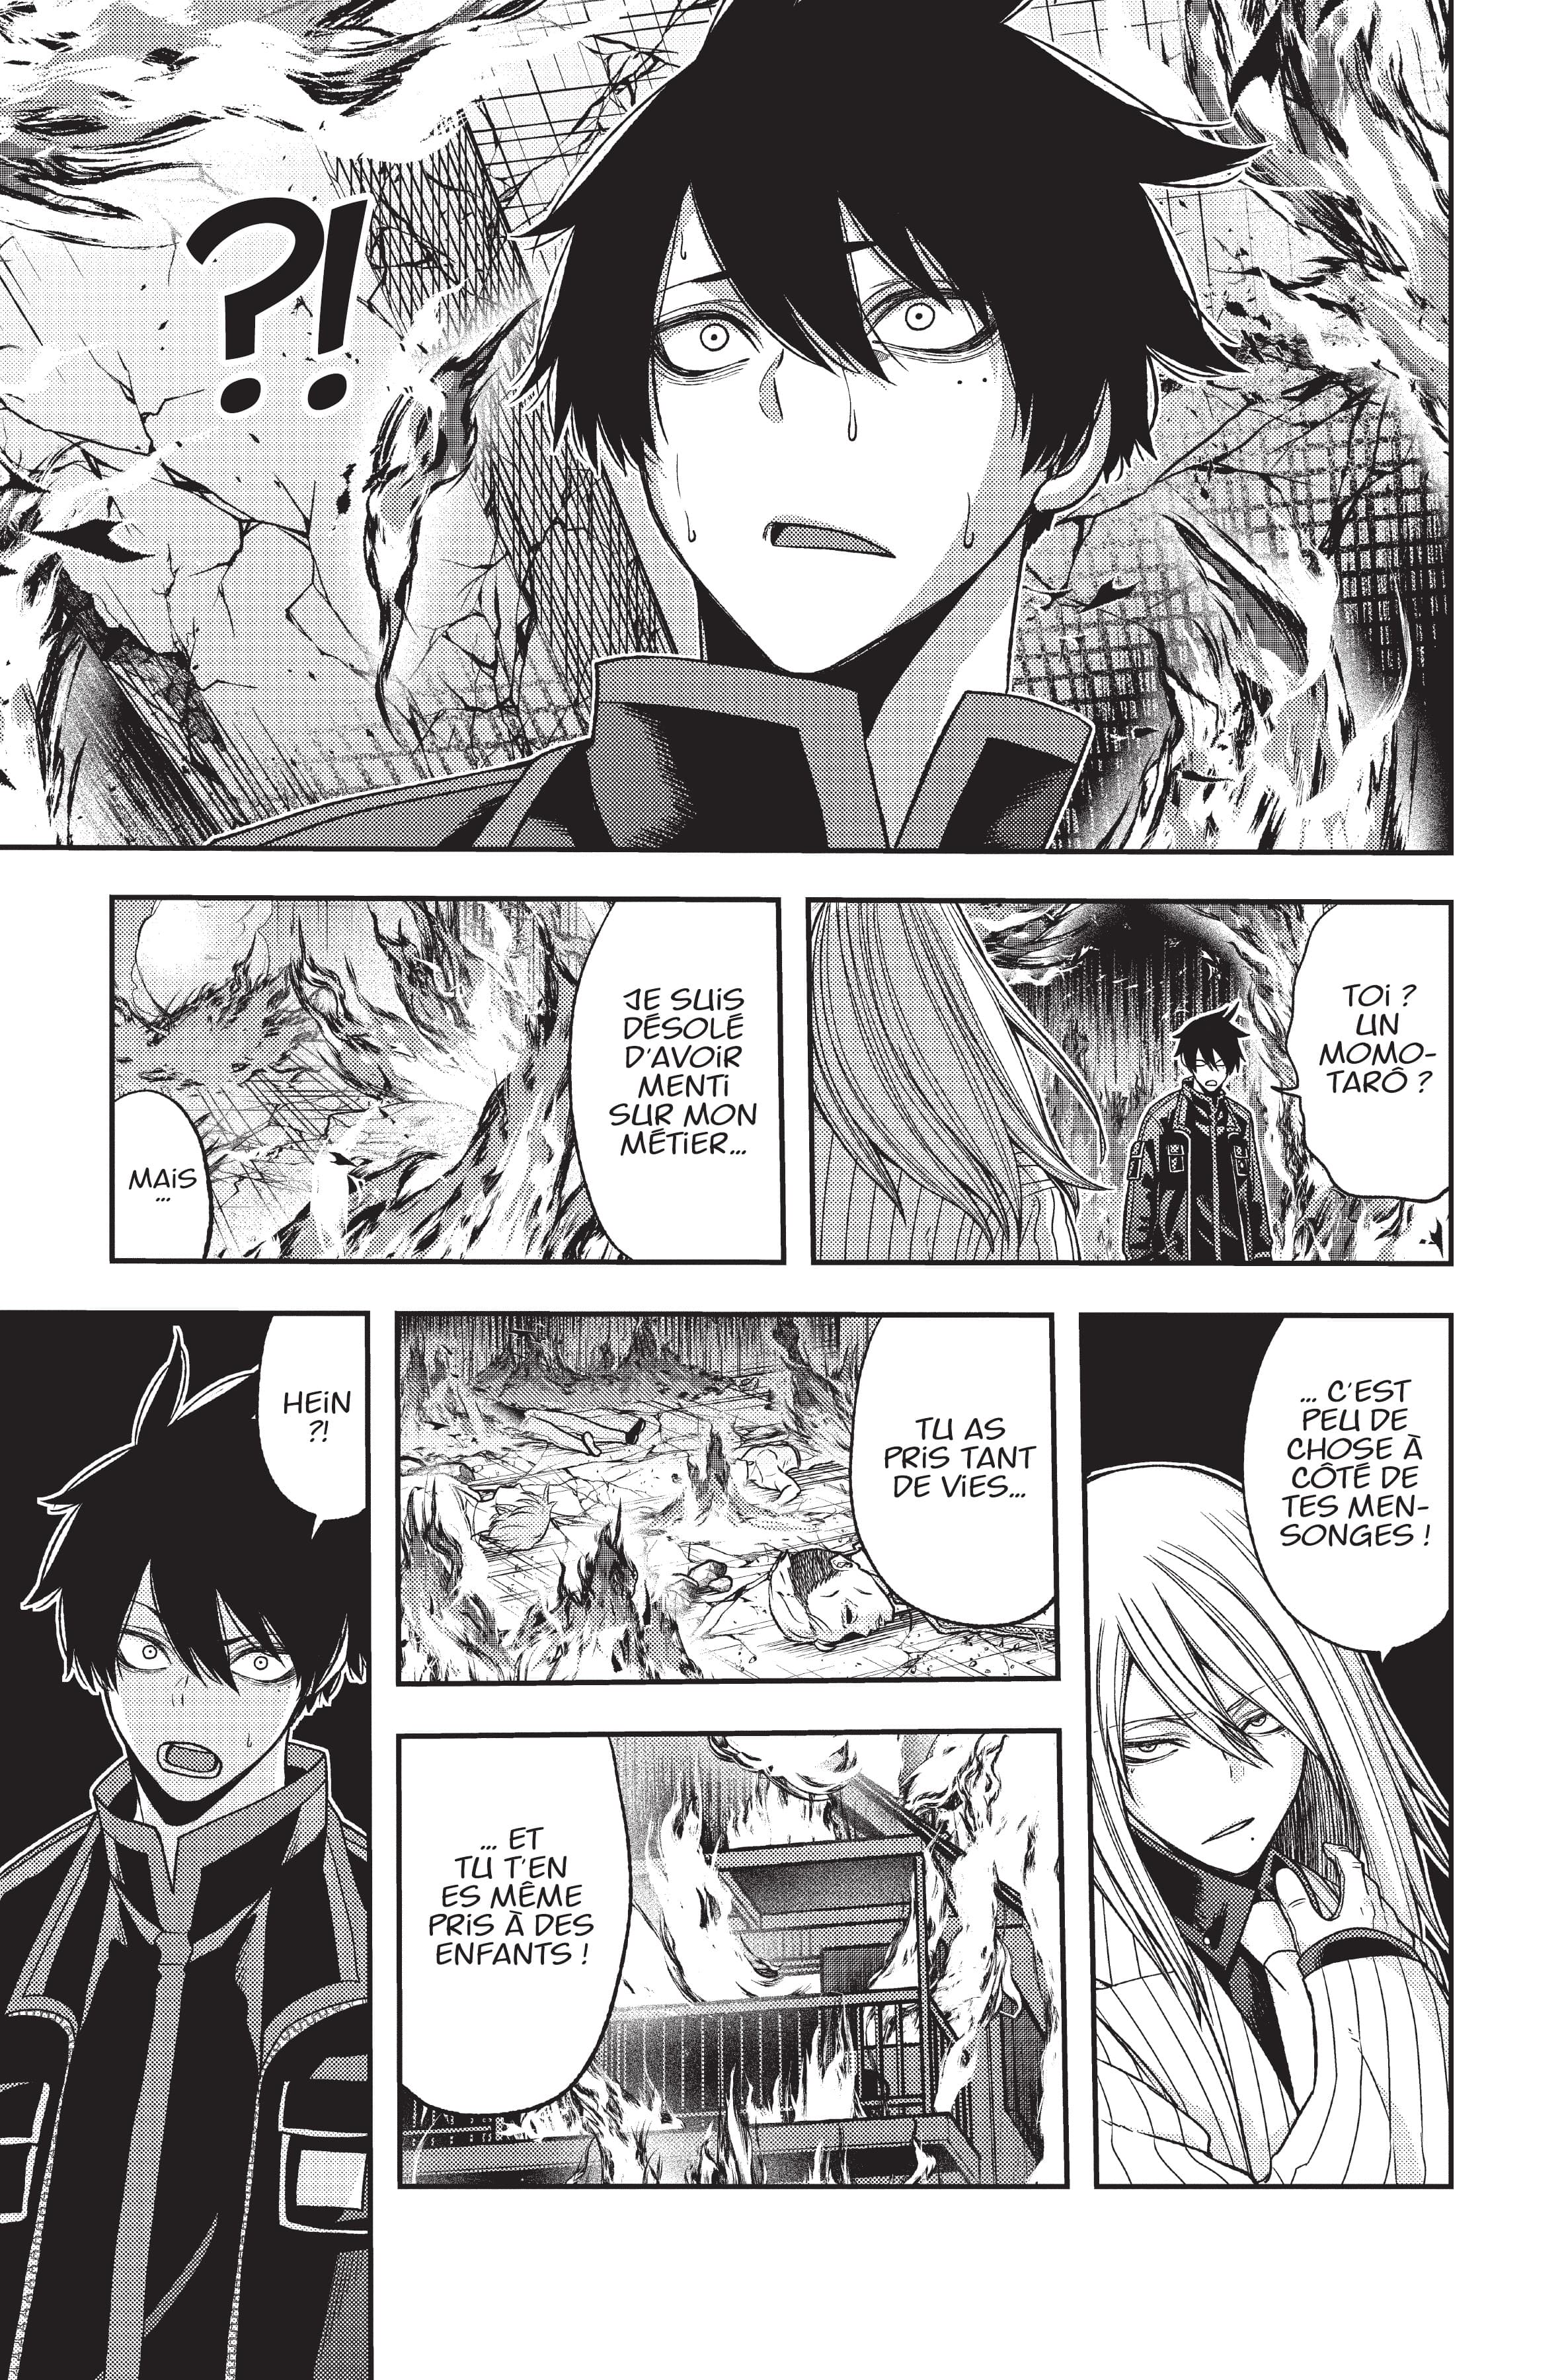 ?!
TOI ?
UN
MOMO-
TARÔ ?
JE SUIS
DÉSOLÉ
D'AVOIR
MENTI
SUR MON
MÉTIER...
MAIS
...
... C'EST
PEU DE
CHOSE À
CÔTÉ DE
TES MEN-
SONGES !
TU AS
PRIS TANT
DE VIES...
... ET
TU T'EN
ES MÊME
PRIS À DES
ENFANTS !
HEIN
?!